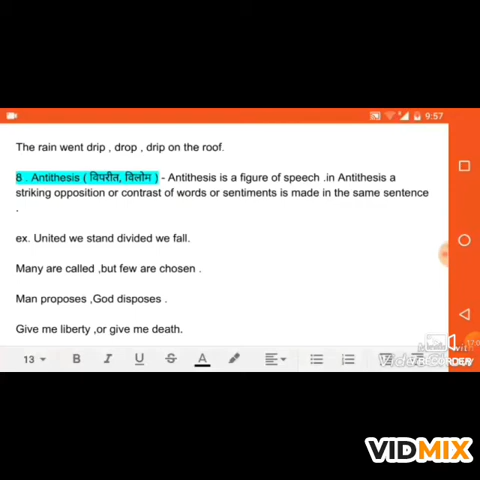 9:57
The rain went drip , drop , drip on the roof.
8 . Antithesis ( विपरीत, विलोम ) - Antithesis is a figure of speech .in Antithesis a
striking opposition or contrast of words or sentiments is made in the same sentence
.
ex. United we stand divided we fall.
Many are called ,but few are chosen .
Man proposes ,God disposes .
Give me liberty ,or give me death.
13 B I U S A
VIDMIX